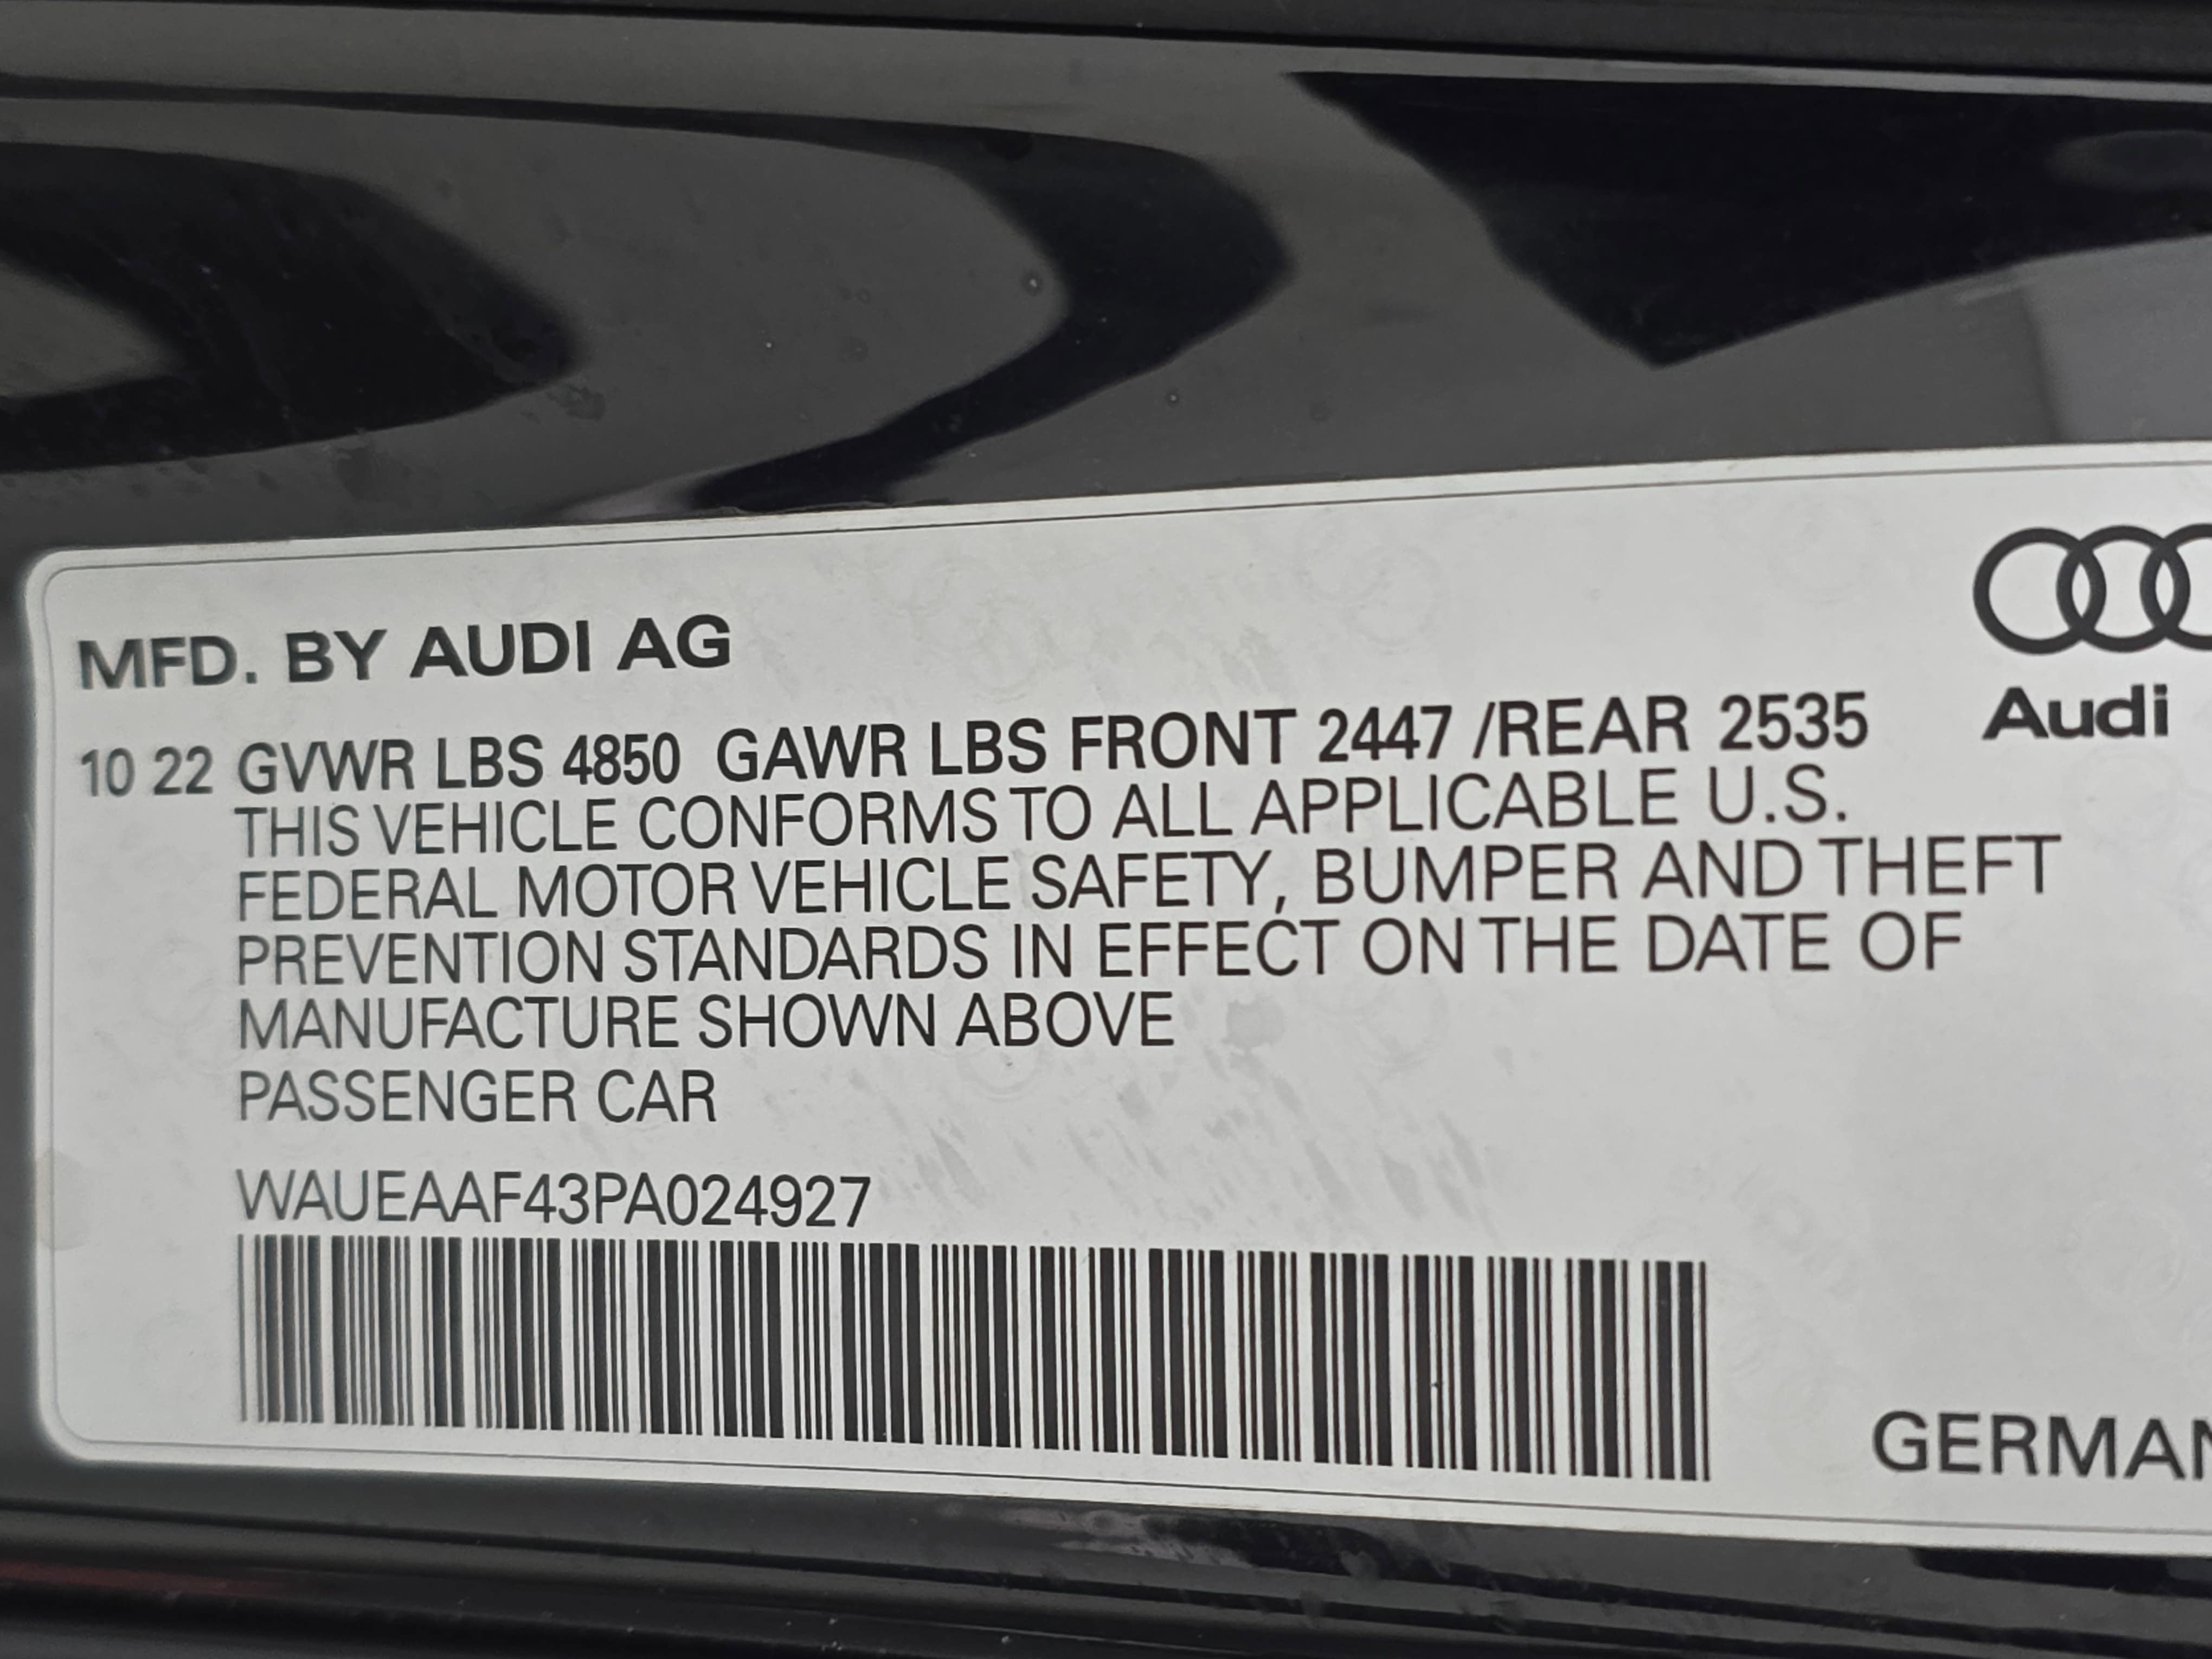 MFD. BY AUDI AG
Audi
10 22 GVWR LBS 4850 GAWR LBS FRONT 2447 /REAR 2535
THIS VEHICLE CONFORMS TO ALL APPLICABLE U.S.
FEDERAL MOTOR VEHICLE SAFETY, BUMPER AND THEFT
PREVENTION STANDARDS IN EFFECT ON THE DATE OF
MANUFACTURE SHOWN ABOVE
PASSENGER CAR
WAUEAAF43PA024927
GERMAN